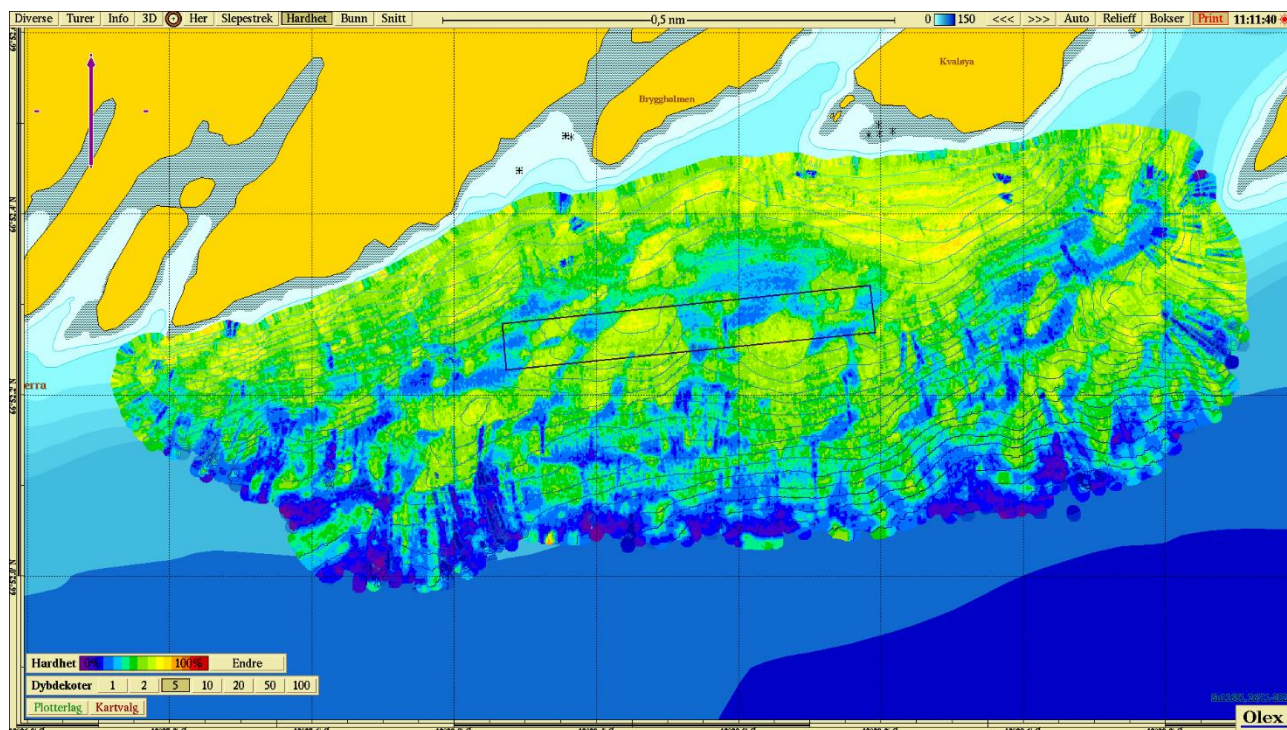 Diverse Turer Info 3D Her Slepestrek Hardhet Bunn Snitt 0,5 nm 0 150 <<< >>> Auto Relieff Bokser Print 11:11:40
Kvaløya
Bryggholmen
erra
Hardhet 0% 100% Endre
Dybdekoter 1 2 5 10 20 50 100
Plotterlag Kartvalg
Olex